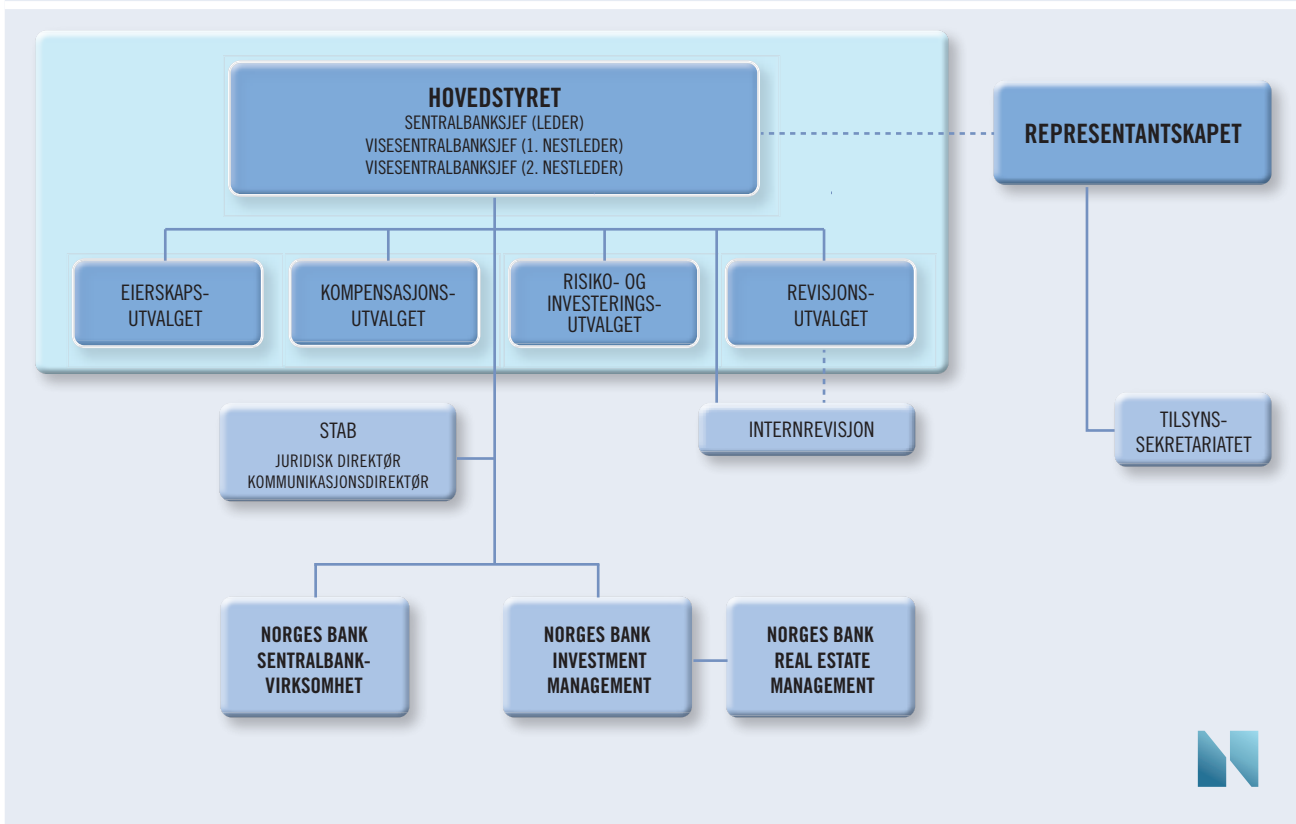 HOVEDSTYRET
SENTRALBANKSJEF (LEDER)
VISESENTRALBANKSJEF (1. NESTLEDER)
VISESENTRALBANKSJEF (2. NESTLEDER)
REPRESENTANTSKAPET
EIERSKAPS-
UTVALGET
KOMPENSASJONS-
UTVALGET
RISIKO- OG
INVESTERINGS-
UTVALGET
REVISJONS-
UTVALGET
STAB
JURIDISK DIREKTØR
KOMMUNIKASJONSDIREKTØR
INTERNREVISJON
TILSYNS-
SEKRETARIATET
NORGES BANK
SENTRALBANK-
VIRKSOMHET
NORGES BANK
INVESTMENT
MANAGEMENT
NORGES BANK
REAL ESTATE
MANAGEMENT